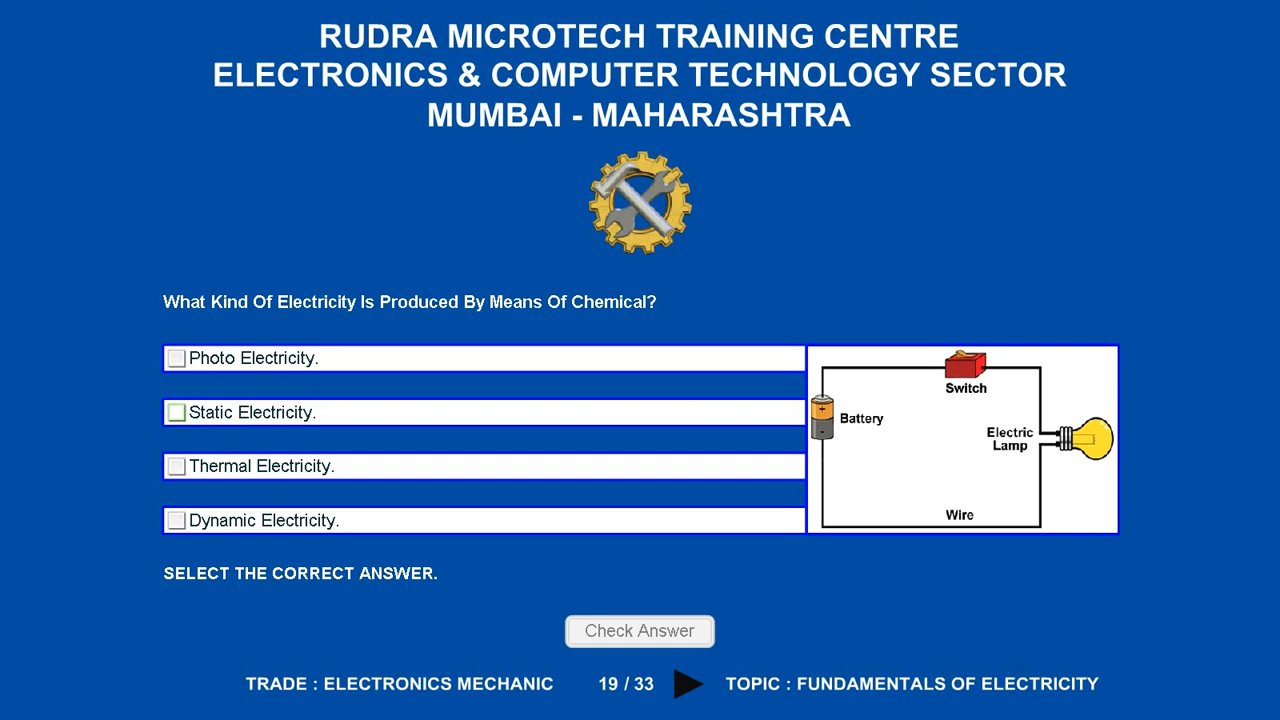 RUDRA MICROTECH TRAINING CENTRE
ELECTRONICS & COMPUTER TECHNOLOGY SECTOR
MUMBAI - MAHARASHTRA
What Kind Of Electricity Is Produced By Means Of Chemical?
Photo Electricity.
Static Electricity.
Thermal Electricity.
Dynamic Electricity.
Switch
+
Battery
-
Electric
Lamp
Wire
SELECT THE CORRECT ANSWER.
Check Answer
TRADE : ELECTRONICS MECHANIC 19 / 33 TOPIC : FUNDAMENTALS OF ELECTRICITY